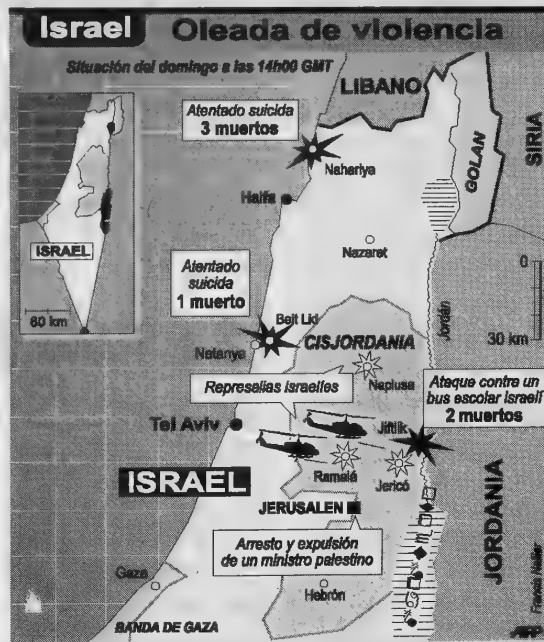 Israel Oleada de violencia
Situación del domingo a las 14h00 GMT
LIBANO
Atentado suicida
3 muertos
Nahariya
GOLAN
SIRIA
Haifa
ISRAEL
60 km
Nazaret
0
Atentado
suicida
1 muerto
Beit Lid
Jordán
30 km
Netanya
CISJORDANIA
Naplusa
Represalias israelíes
Ataque contra un
bus escolar israelí
2 muertos
Jiftlik
Tel Aviv
ISRAEL
Ramalá
Jericó
JERUSALEN
JORDANIA
Arresto y expulsión
de un ministro palestino
Gaza
Hebrón
BANDA DE GAZA
AFP